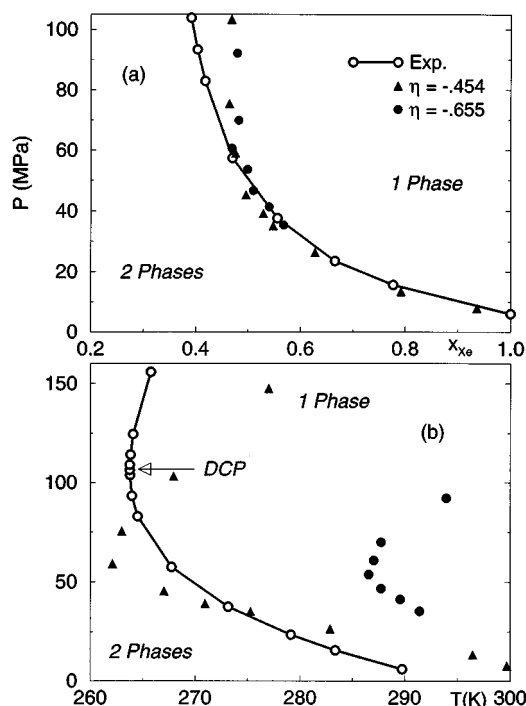 100
80
60
40
20
0
P (MPa)
(a)
Exp.
η = -.454
η = -.655
1 Phase
2 Phases
0.2
0.4
0.6
0.8
x_Xe
1.0
150
100
50
0
1 Phase
(b)
DCP
2 Phases
260
270
280
290
T(K)
300